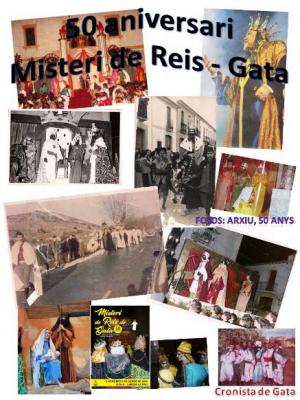 50 aniversari
Misteri de Reis - Gata
FOTOS: ARXIU, 50 ANYS
Misteri
de Reis de
Gata
Cronista de Gata